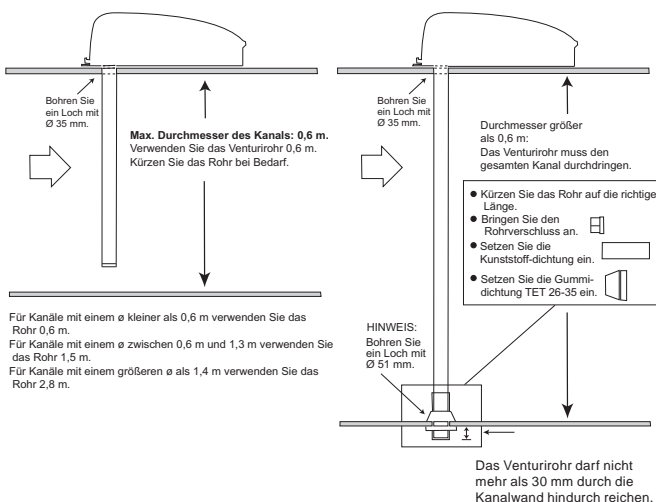 Bohren Sie
ein Loch mit
Ø 35 mm.
Max. Durchmesser des Kanals: 0,6 m.
Verwenden Sie das Venturirohr 0,6 m.
Kürzen Sie das Rohr bei Bedarf.
Für Kanäle mit einem ø kleiner als 0,6 m verwenden Sie das
Rohr 0,6 m.
Für Kanäle mit einem ø zwischen 0,6 m und 1,3 m verwenden Sie
das Rohr 1,5 m.
Für Kanäle mit einem größeren ø als 1,4 m verwenden Sie das
Rohr 2,8 m.
Bohren Sie
ein Loch mit
Ø 35 mm.
Durchmesser größer
als 0,6 m:
Das Venturirohr muss den
gesamten Kanal durchdringen.
● Kürzen Sie das Rohr auf die richtige
Länge.
● Bringen Sie den
Rohrverschluss an.
● Setzen Sie die
Kunststoff-dichtung ein.
● Setzen Sie die Gummi-
dichtung TET 26-35 ein.
HINWEIS:
Bohren Sie
ein Loch mit
Ø 51 mm.
Das Venturirohr darf nicht
mehr als 30 mm durch die
Kanalwand hindurch reichen.